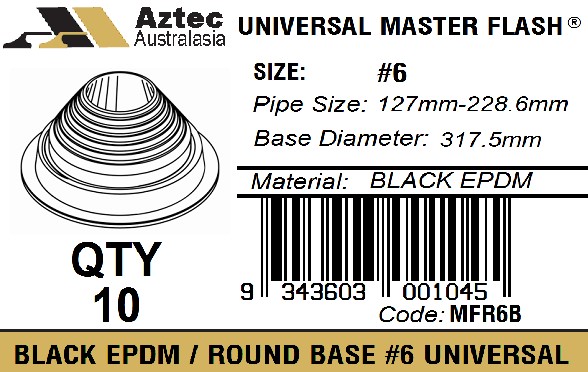 Aztec
Australasia
UNIVERSAL MASTER FLASH®
SIZE: #6
Pipe Size: 127mm-228.6mm
Base Diameter: 317.5mm
Material: BLACK EPDM
QTY
10
9 343603 001045
Code: MFR6B
BLACK EPDM / ROUND BASE #6 UNIVERSAL